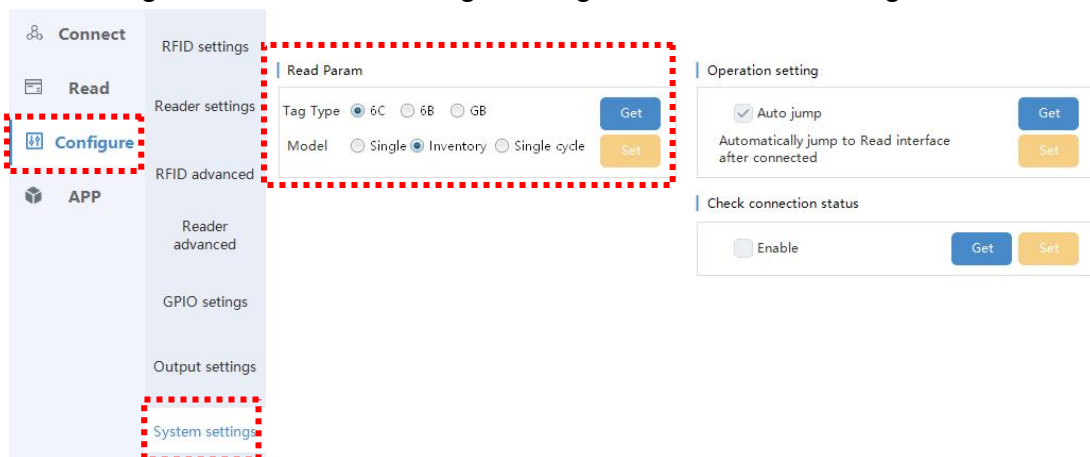 Connect
Read
Configure
APP
RFID settings
Reader settings
RFID advanced
Reader
advanced
GPIO setings
Output settings
System settings
Read Param
Tag Type 6C 6B GB
Get
Model Single Inventory Single cycle
Set
Operation setting
Auto jump
Get
Automatically jump to Read interface
after connected
Set
Check connection status
Enable
Get
Set